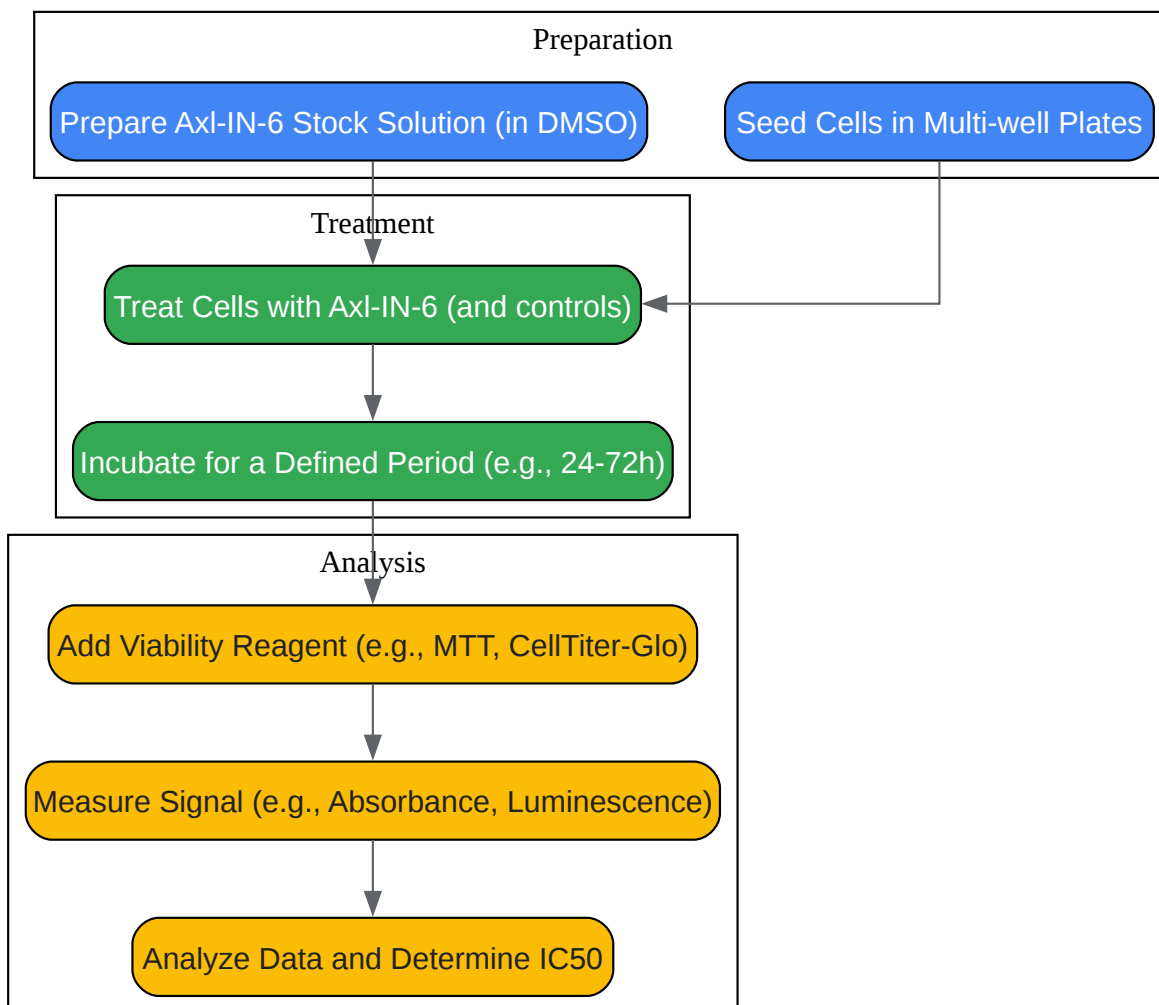 Preparation
Prepare Axl-IN-6 Stock Solution (in DMSO)
Seed Cells in Multi-well Plates
Treatment
Treat Cells with Axl-IN-6 (and controls)
Incubate for a Defined Period (e.g., 24-72h)
Analysis
Add Viability Reagent (e.g., MTT, CellTiter-Glo)
Measure Signal (e.g., Absorbance, Luminescence)
Analyze Data and Determine IC50